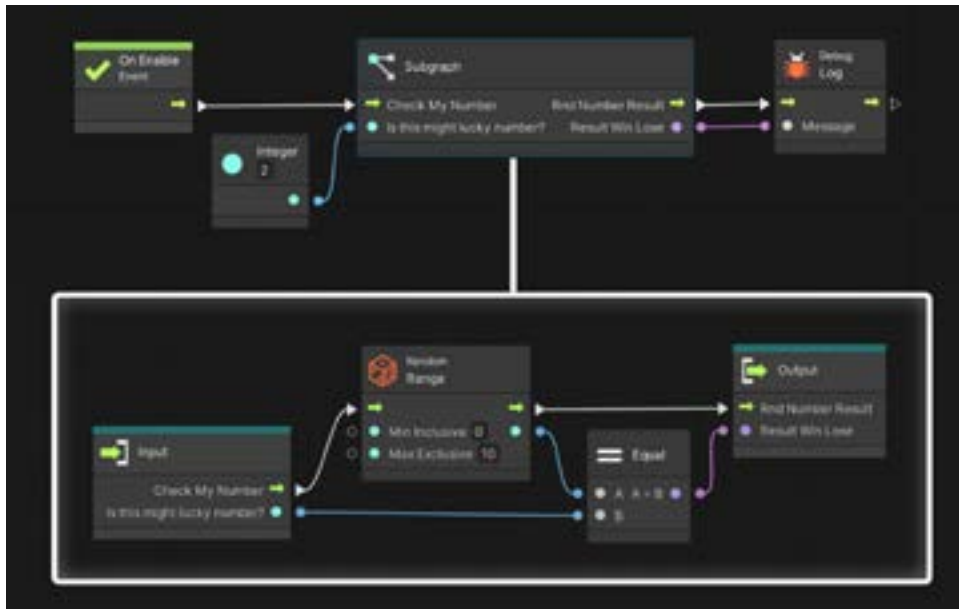 On Enable
Event
Subgraph
Debug
Log
Check My Number
Rnd Number Result
Is this might lucky number?
Result Win Lose
Message
Integer
2
Random
Range
Output
Min Inclusive 0
Max Exclusive 10
Rnd Number Result
Result Win Lose
Input
Equal
Check My Number
Is this might lucky number?
A A = B
B